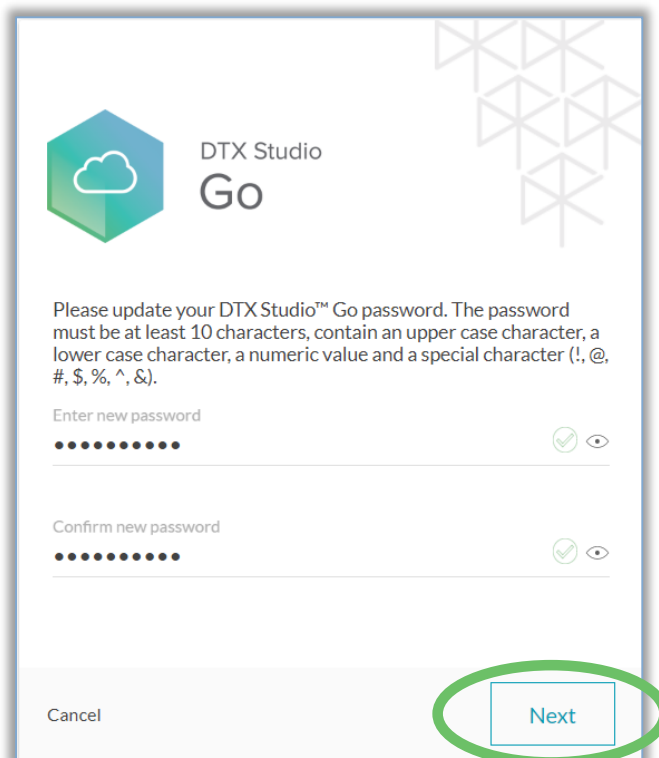 DTX Studio
Go
Please update your DTX Studio™ Go password. The password
must be at least 10 characters, contain an upper case character, a
lower case character, a numeric value and a special character (!, @,
#, $, %, ^, &).
Enter new password
••••••••••
Confirm new password
••••••••••
Cancel
Next